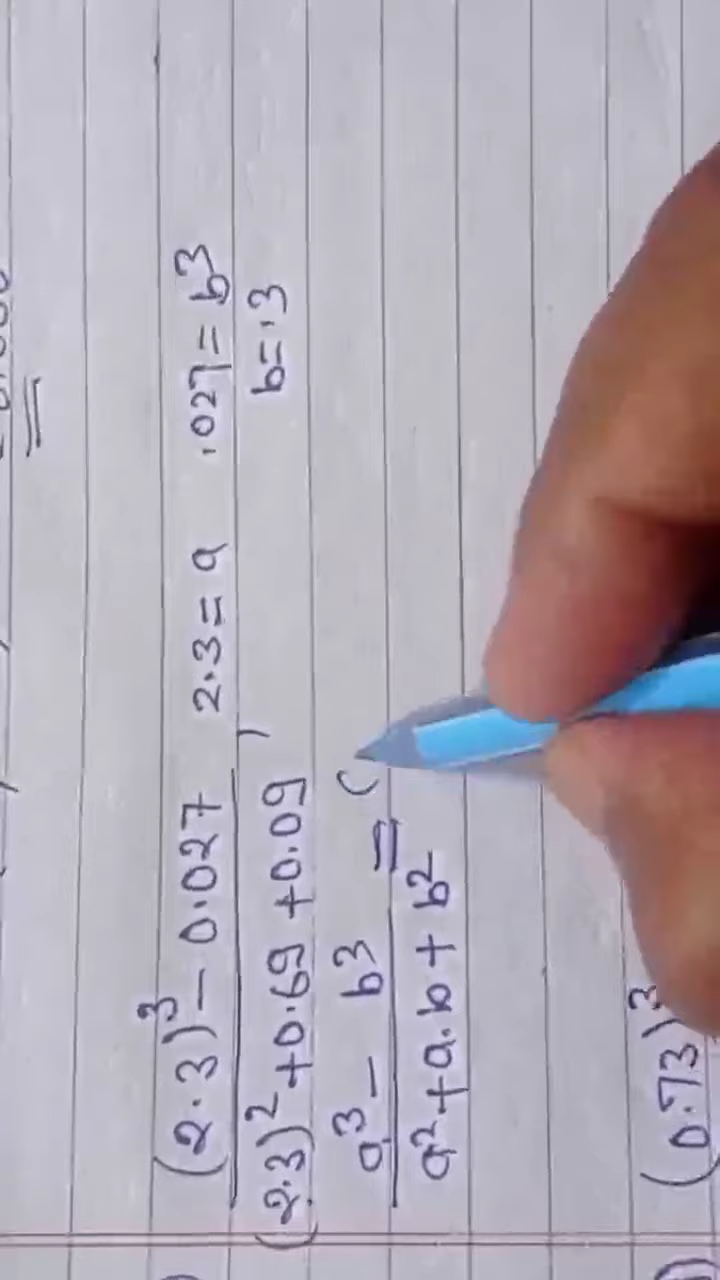 (2.3)³ - 0.027 2.3 = a .027 = b³
(2.3)² + 0.69 + 0.09 , b = .3
a³ - b³ = (
a² + a.b + b²
(0.73)³